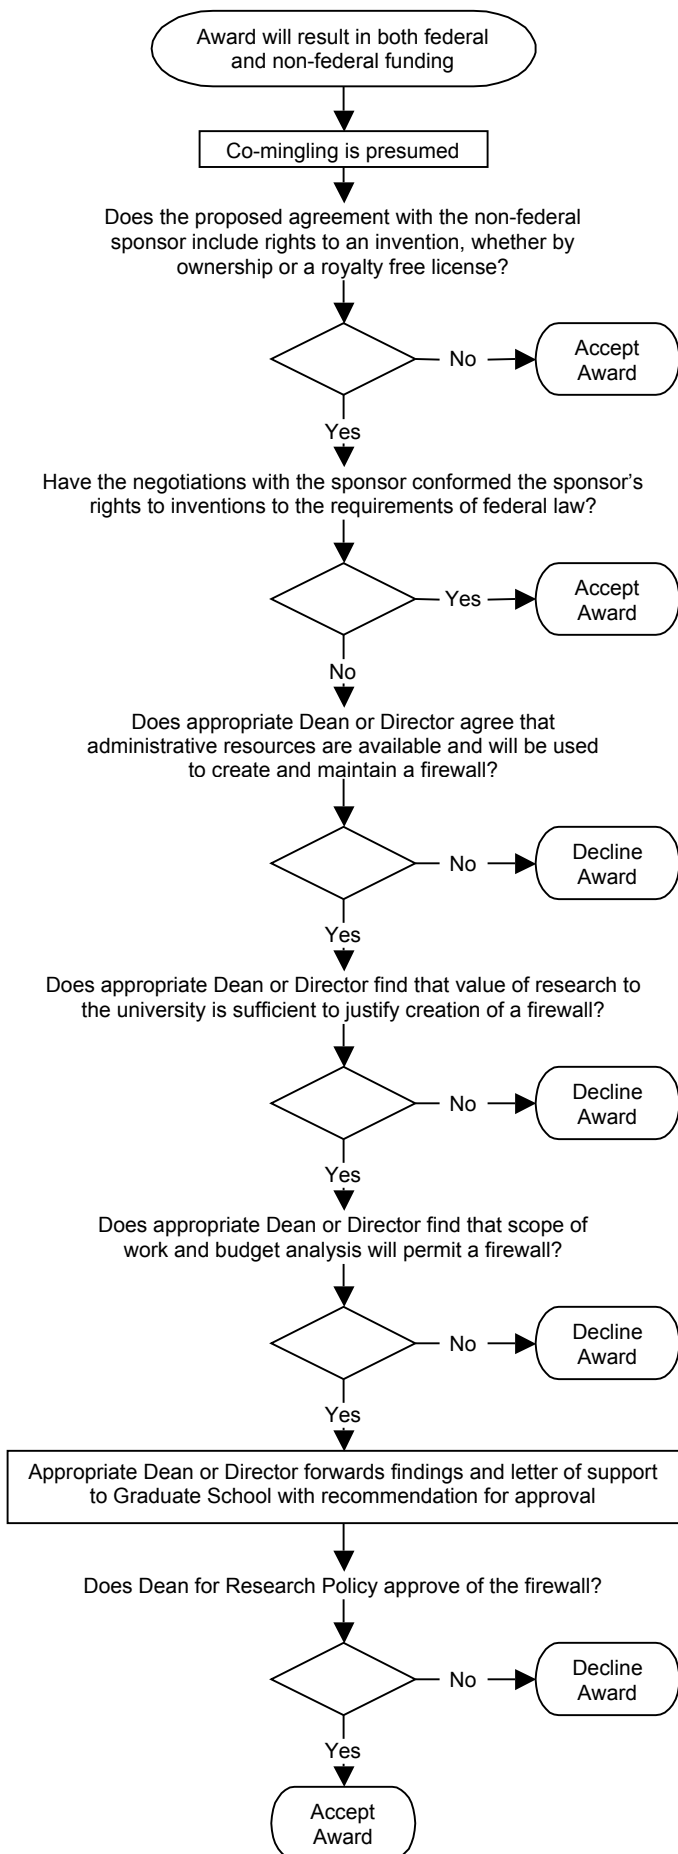 Award will result in both federal
and non-federal funding
Co-mingling is presumed
Does the proposed agreement with the non-federal
sponsor include rights to an invention, whether by
ownership or a royalty free license?
No
Accept
Award
Yes
Have the negotiations with the sponsor conformed the sponsor’s
rights to inventions to the requirements of federal law?
Yes
Accept
Award
No
Does appropriate Dean or Director agree that
administrative resources are available and will be used
to create and maintain a firewall?
No
Decline
Award
Yes
Does appropriate Dean or Director find that value of research to
the university is sufficient to justify creation of a firewall?
No
Decline
Award
Yes
Does appropriate Dean or Director find that scope of
work and budget analysis will permit a firewall?
No
Decline
Award
Yes
Appropriate Dean or Director forwards findings and letter of support
to Graduate School with recommendation for approval
Does Dean for Research Policy approve of the firewall?
No
Decline
Award
Yes
Accept
Award